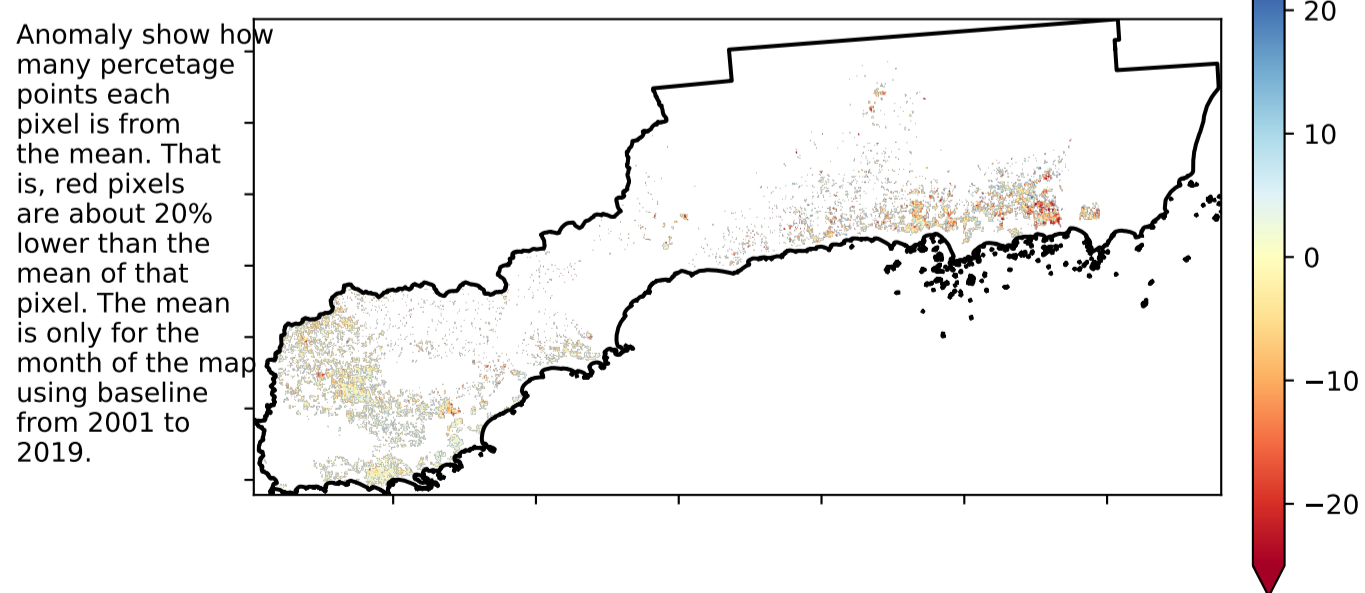 Anomaly show how
many percetage
points each
pixel is from
the mean. That
is, red pixels
are about 20%
lower than the
mean of that
pixel. The mean
is only for the
month of the map
using baseline
from 2001 to
2019.
20
10
0
−10
−20